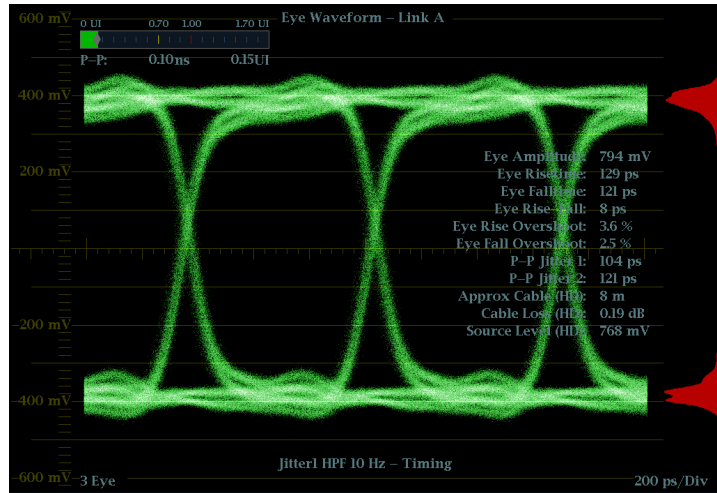 600 mV
0 UI 0.70 1.00 1.70 UI
Eye Waveform – Link A
P–P: 0.10ns 0.15UI
400 mV
Eye Amplitude: 794 mV
200 mV
Eye Risetime: 129 ps
Eye Falltime: 121 ps
Eye Rise–Fall: 8 ps
Eye Rise Overshoot: 3.6 %
Eye Fall Overshoot: 2.5 %
P–P Jitter 1: 104 ps
P–P Jitter 2: 121 ps
Approx Cable (HD): 8 m
Cable Loss (HD): 0.19 dB
–200 mV
Source Level (HD): 768 mV
–400 mV
Jitter1 HPF 10 Hz – Timing
–600 mV
3 Eye
200 ps/Div